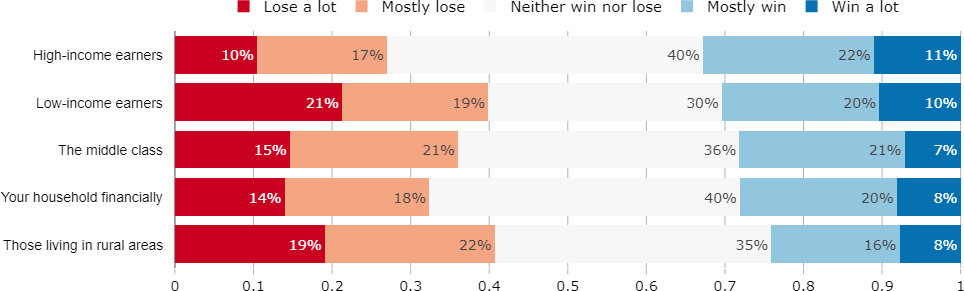 Lose a lot Mostly lose Neither win nor lose Mostly win Win a lot
High-income earners 10% 17% 40% 22% 11%
Low-income earners 21% 19% 30% 20% 10%
The middle class 15% 21% 36% 21% 7%
Your household financially 14% 18% 40% 20% 8%
Those living in rural areas 19% 22% 35% 16% 8%
0 0.1 0.2 0.3 0.4 0.5 0.6 0.7 0.8 0.9 1